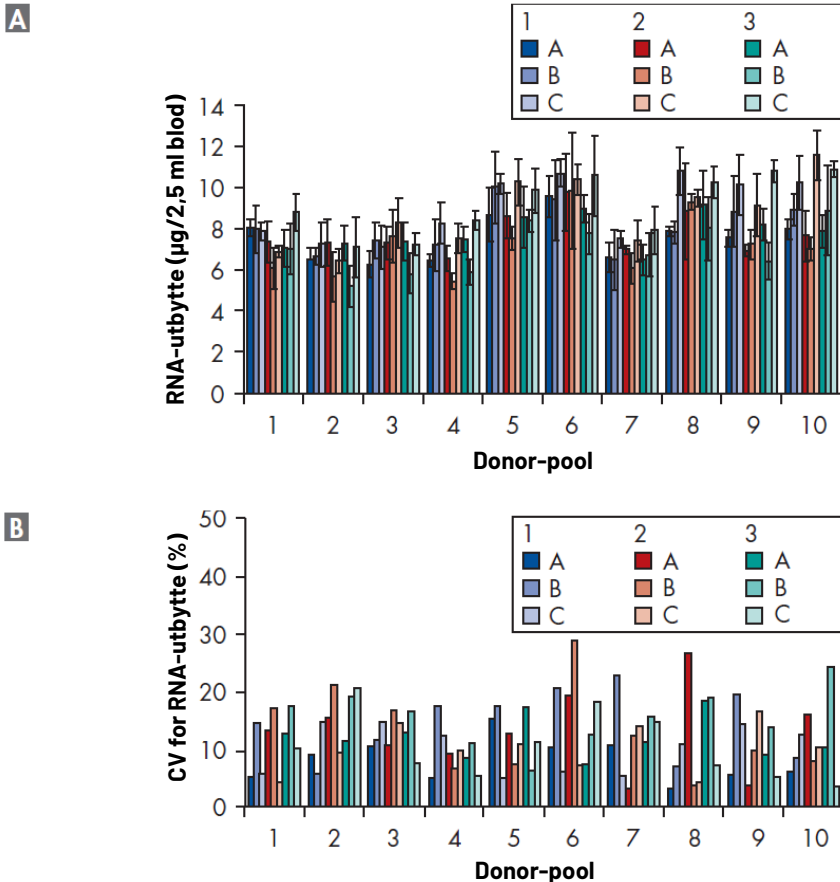 A
1 2 3
A A A
B B B
C C C
14
12
10
8
6
4
2
0
RNA-utbytte (µg/2,5 ml blod)
1 2 3 4 5 6 7 8 9 10
Donor-pool
B
1 2 3
A A A
B B B
C C C
50
40
30
20
10
0
CV for RNA-utbytte (%)
1 2 3 4 5 6 7 8 9 10
Donor-pool